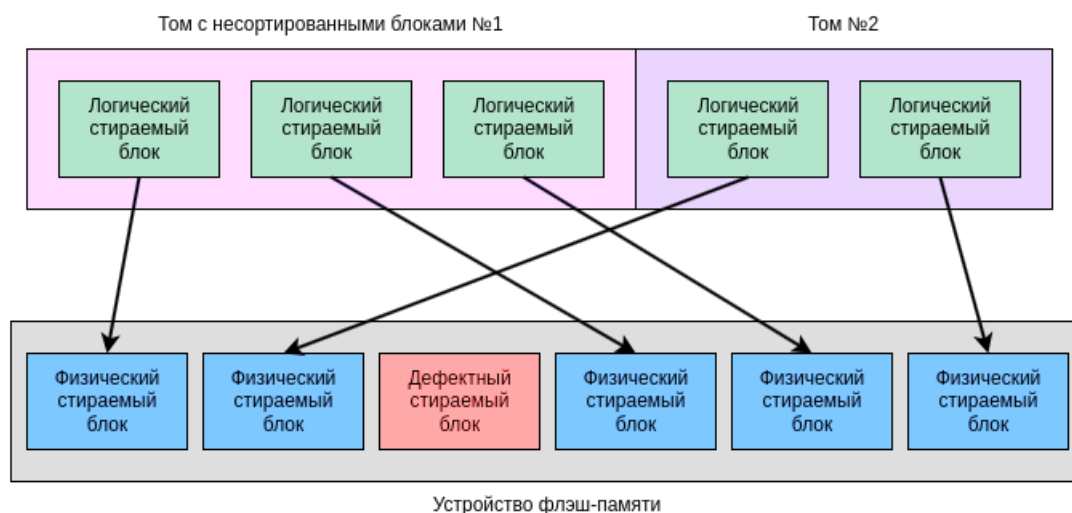 Том с несортированными блоками №1
Том №2
Логический
стираемый
блок
Логический
стираемый
блок
Логический
стираемый
блок
Логический
стираемый
блок
Логический
стираемый
блок
Физический
стираемый
блок
Физический
стираемый
блок
Дефектный
стираемый
блок
Физический
стираемый
блок
Физический
стираемый
блок
Физический
стираемый
блок
Устройство флэш-памяти